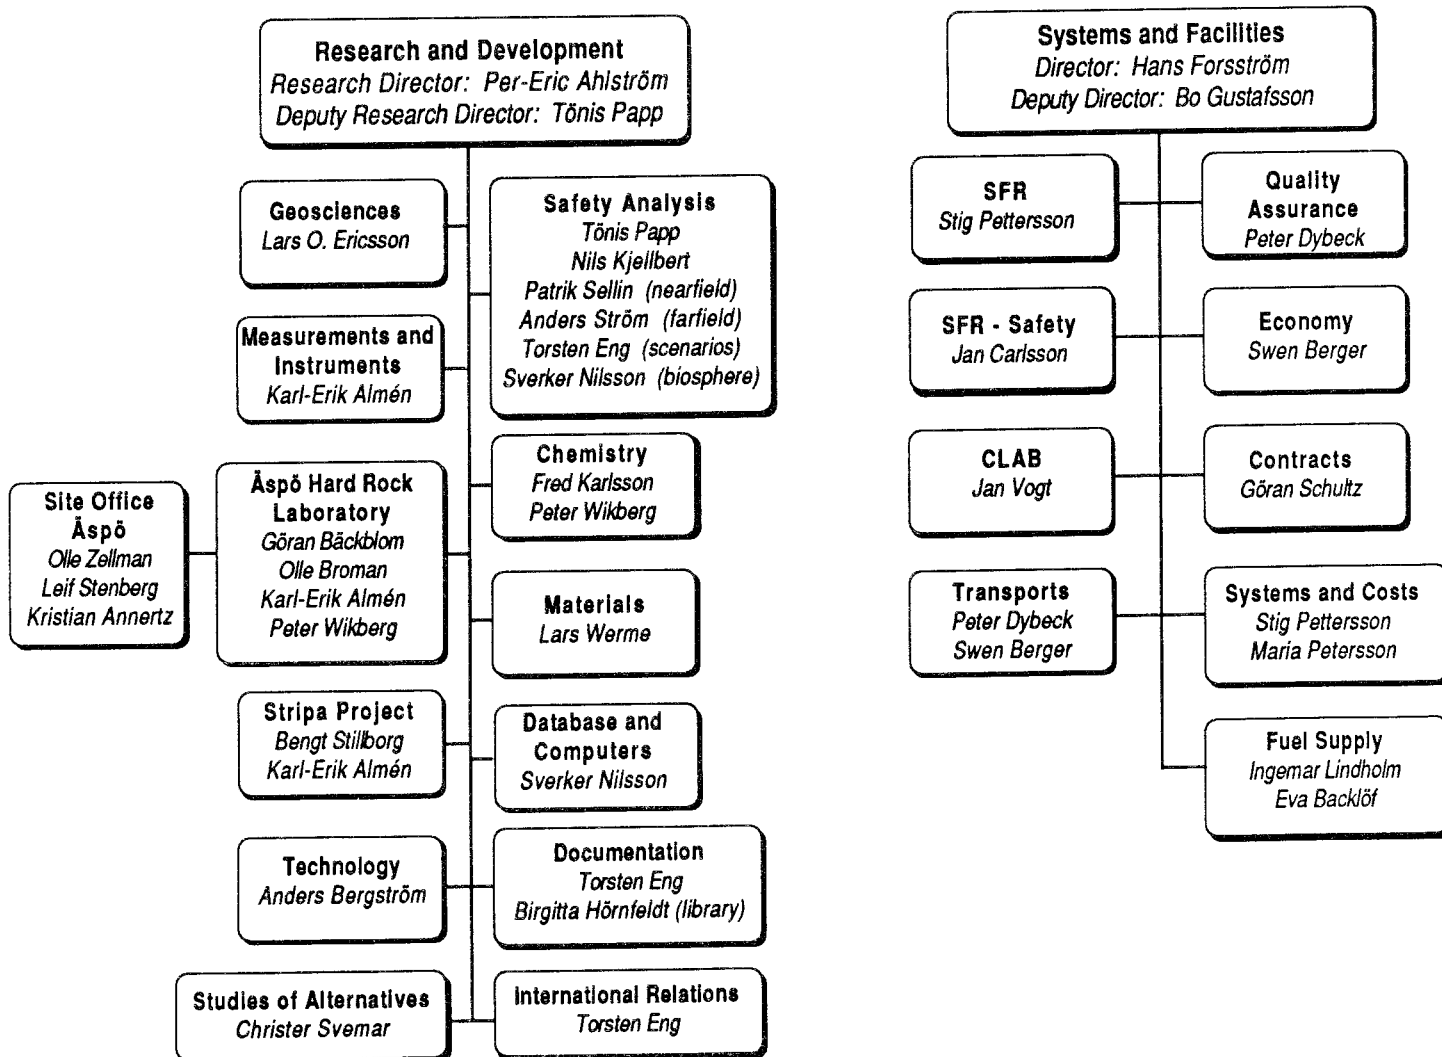 Research and Development
Research Director: Per-Eric Ahlström
Deputy Research Director: Tönis Papp
Geosciences
Lars O. Ericsson
Safety Analysis
Tönis Papp
Nils Kjellbert
Patrik Sellin (nearfield)
Anders Ström (farfield)
Torsten Eng (scenarios)
Sverker Nilsson (biosphere)
Measurements and
Instruments
Karl-Erik Almén
Chemistry
Fred Karlsson
Peter Wikberg
Site Office
Äspö
Olle Zellman
Leif Stenberg
Kristian Annertz
Äspö Hard Rock
Laboratory
Göran Bäckblom
Olle Broman
Karl-Erik Almén
Peter Wikberg
Materials
Lars Werme
Stripa Project
Bengt Stillborg
Karl-Erik Almén
Database and
Computers
Sverker Nilsson
Technology
Anders Bergström
Documentation
Torsten Eng
Birgitta Hörnfeldt (library)
Studies of Alternatives
Christer Svemar
International Relations
Torsten Eng
Systems and Facilities
Director: Hans Forsström
Deputy Director: Bo Gustafsson
SFR
Stig Pettersson
Quality
Assurance
Peter Dybeck
SFR - Safety
Jan Carlsson
Economy
Swen Berger
CLAB
Jan Vogt
Contracts
Göran Schultz
Transports
Peter Dybeck
Swen Berger
Systems and Costs
Stig Pettersson
Maria Petersson
Fuel Supply
Ingemar Lindholm
Eva Backlöf